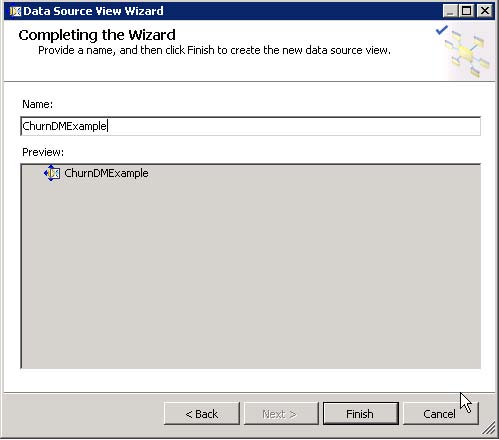 Data Source View Wizard
Completing the Wizard
Provide a name, and then click Finish to create the new data source view.
Name:
ChurnDMExample
Preview:
ChurnDMExample
< Back Next > Finish Cancel